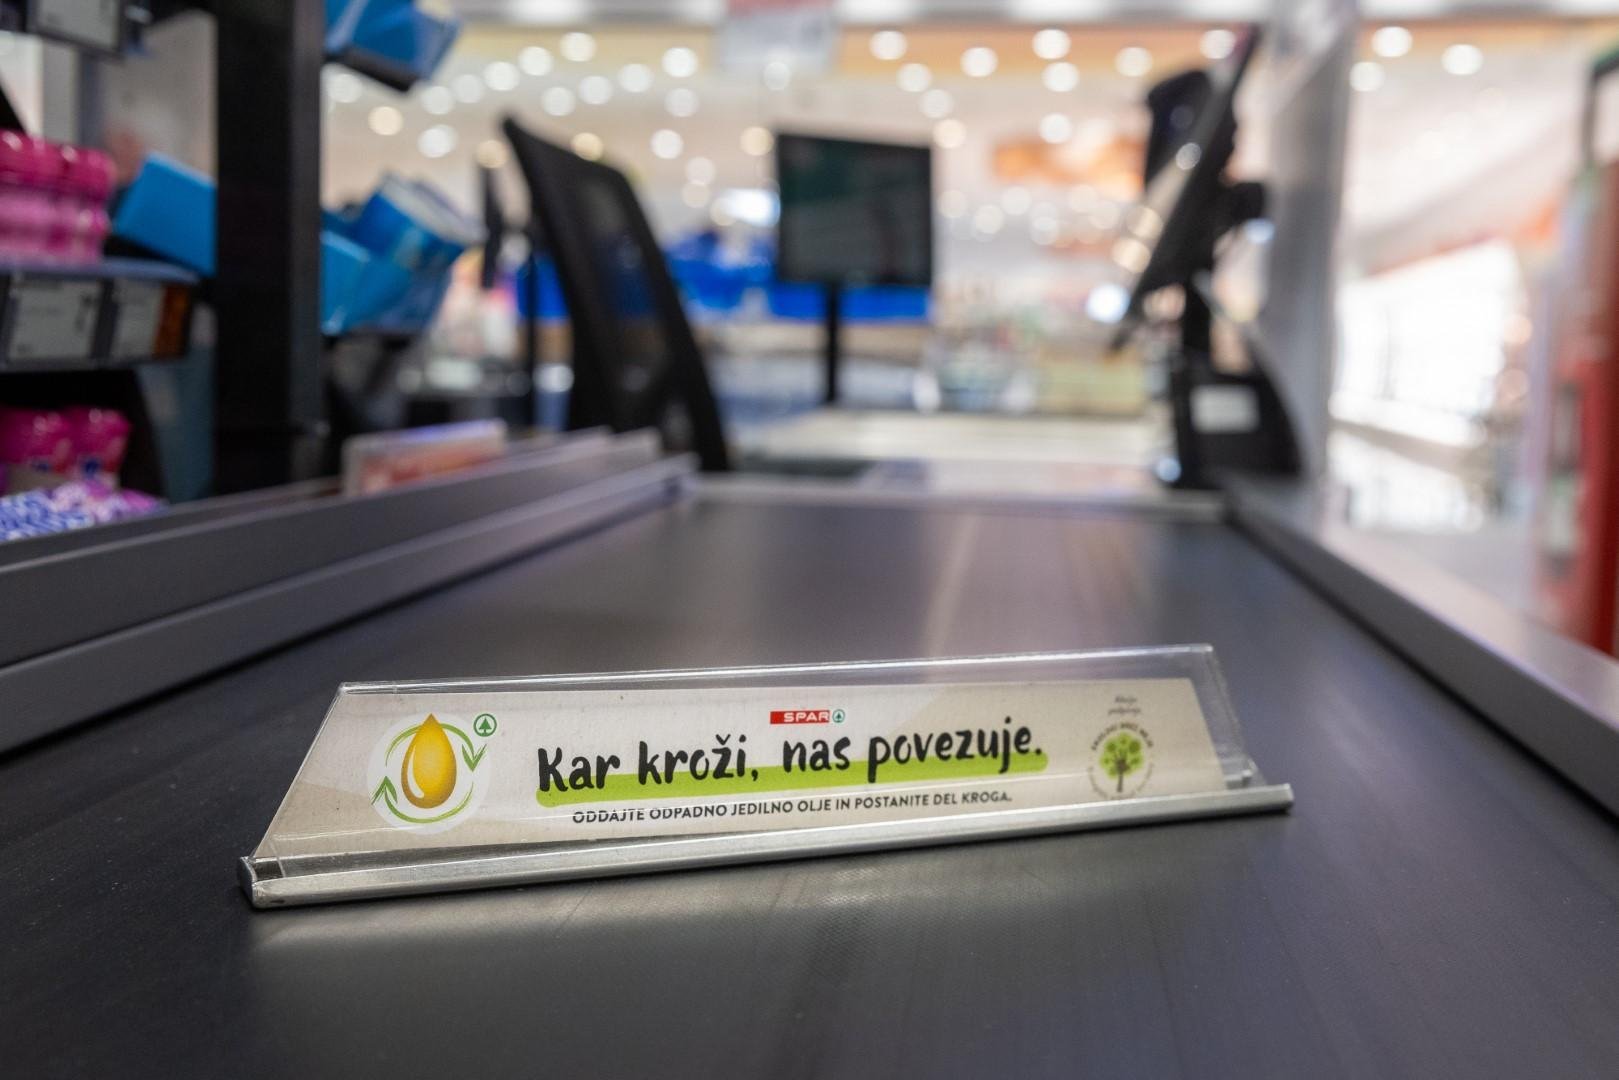 SPAR
Kar kroži, nas povezuje.
ODDAJTE ODPADNO JEDILNO OLJE IN POSTANITE DEL KROGA.